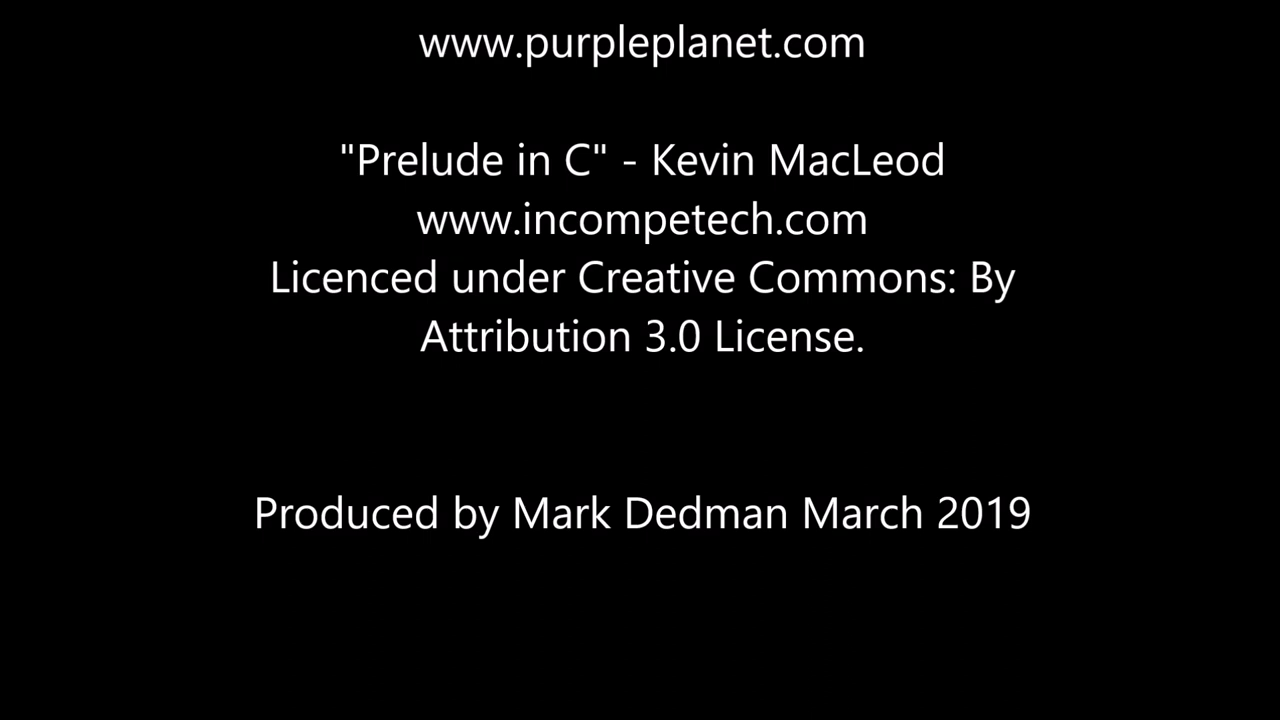 www.purpleplanet.com
"Prelude in C" - Kevin MacLeod
www.incompetech.com
Licenced under Creative Commons: By
Attribution 3.0 License.
Produced by Mark Dedman March 2019